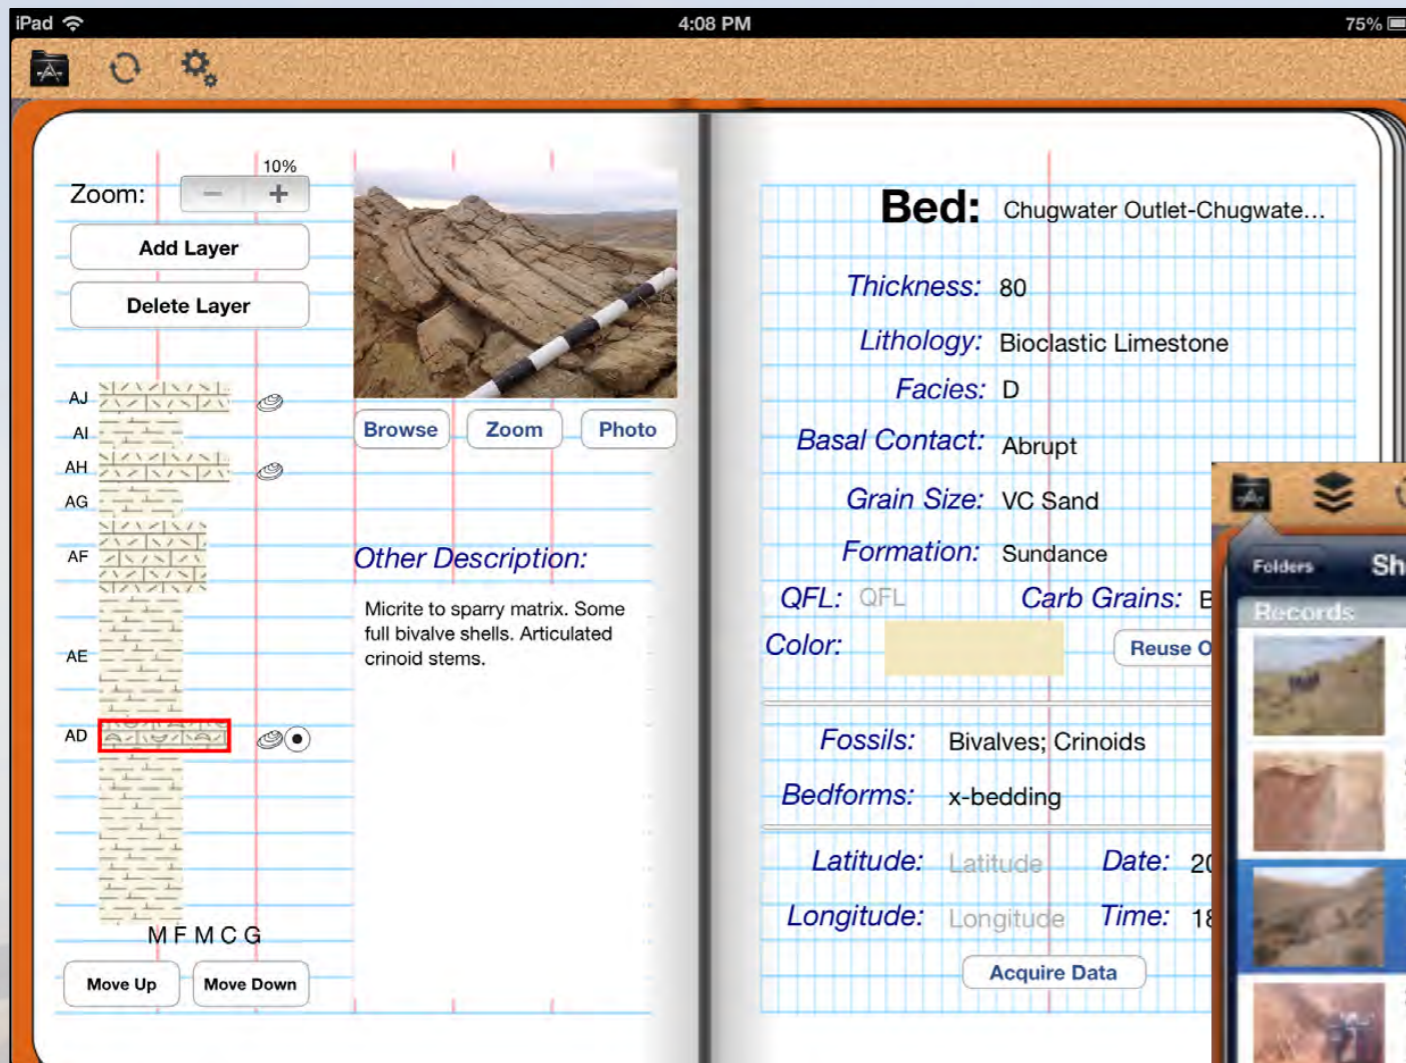 iPad 4:08 PM 75%
10%
Zoom: − +
Add Layer
Delete Layer
AJ
AI
AH
AG
AF
AE
AD
M F M C G
Move Up Move Down
Browse Zoom Photo
Other Description:
Micrite to sparry matrix. Some
full bivalve shells. Articulated
crinoid stems.
Bed: Chugwater Outlet-Chugwate...
Thickness: 80
Lithology: Bioclastic Limestone
Facies: D
Basal Contact: Abrupt
Grain Size: VC Sand
Formation: Sundance
QFL: QFL Carb Grains:
Color: Reuse
Fossils: Bivalves; Crinoids
Bedforms: x-bedding
Latitude: Latitude Date: 20
Longitude: Longitude Time: 18
Acquire Data
Folders Sh
Records